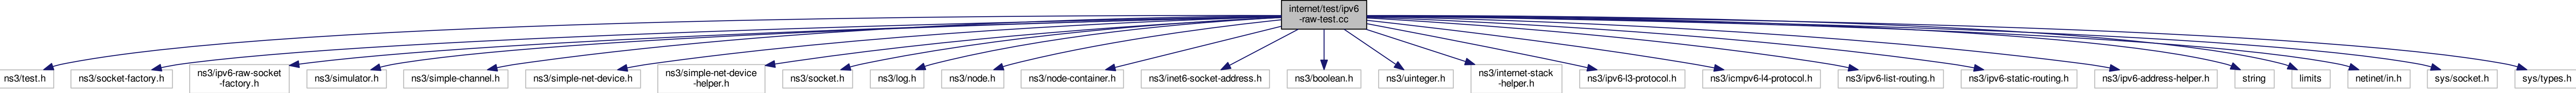 internet/test/ipv6
-raw-test.cc
ns3/test.h
ns3/socket-factory.h
ns3/ipv6-raw-socket
-factory.h
ns3/simulator.h
ns3/simple-channel.h
ns3/simple-net-device.h
ns3/simple-net-device
-helper.h
ns3/socket.h
ns3/log.h
ns3/node.h
ns3/node-container.h
ns3/inet6-socket-address.h
ns3/boolean.h
ns3/uinteger.h
ns3/internet-stack
-helper.h
ns3/ipv6-l3-protocol.h
ns3/icmpv6-l4-protocol.h
ns3/ipv6-list-routing.h
ns3/ipv6-static-routing.h
ns3/ipv6-address-helper.h
string
limits
netinet/in.h
sys/socket.h
sys/types.h